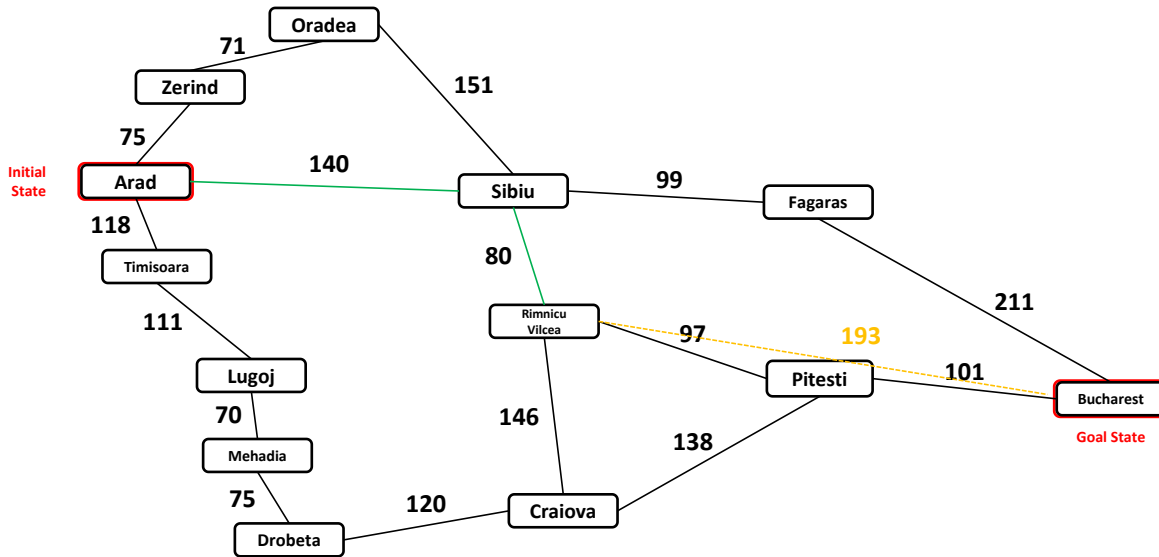 Oradea
71
Zerind
151
75
Initial
State
Arad
140
Sibiu
99
Fagaras
118
Timisoara
80
111
211
Rimnicu
Vilcea
97
193
Lugoj
Pitesti
101
Bucharest
70
146
138
Goal State
Mehadia
75
120
Craiova
Drobeta